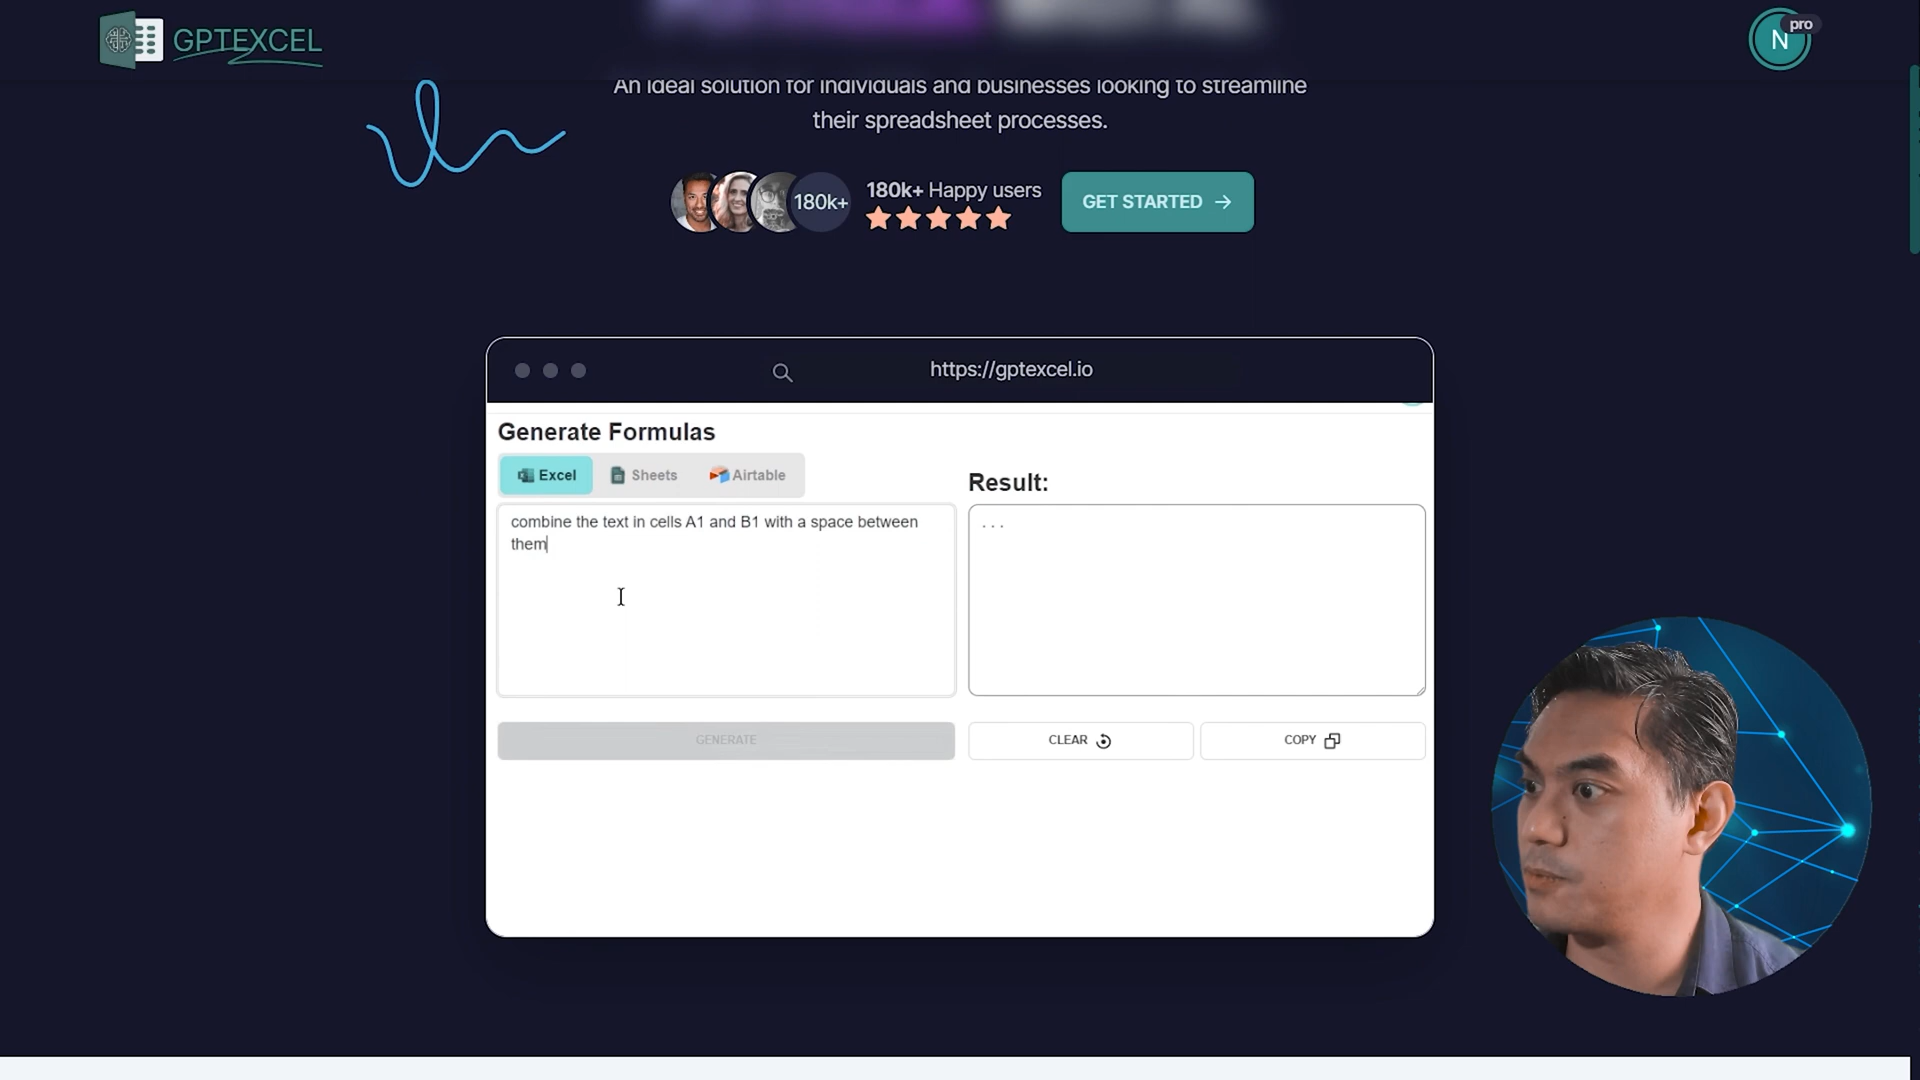 GPTEXCEL
N
pro
An ideal solution for individuals and businesses looking to streamline
their spreadsheet processes.
180k+
180k+ Happy users
GET STARTED →
https://gptexcel.io
Generate Formulas
Excel
Sheets
Airtable
Result:
combine the text in cells A1 and B1 with a space between
them
...
GENERATE
CLEAR
COPY